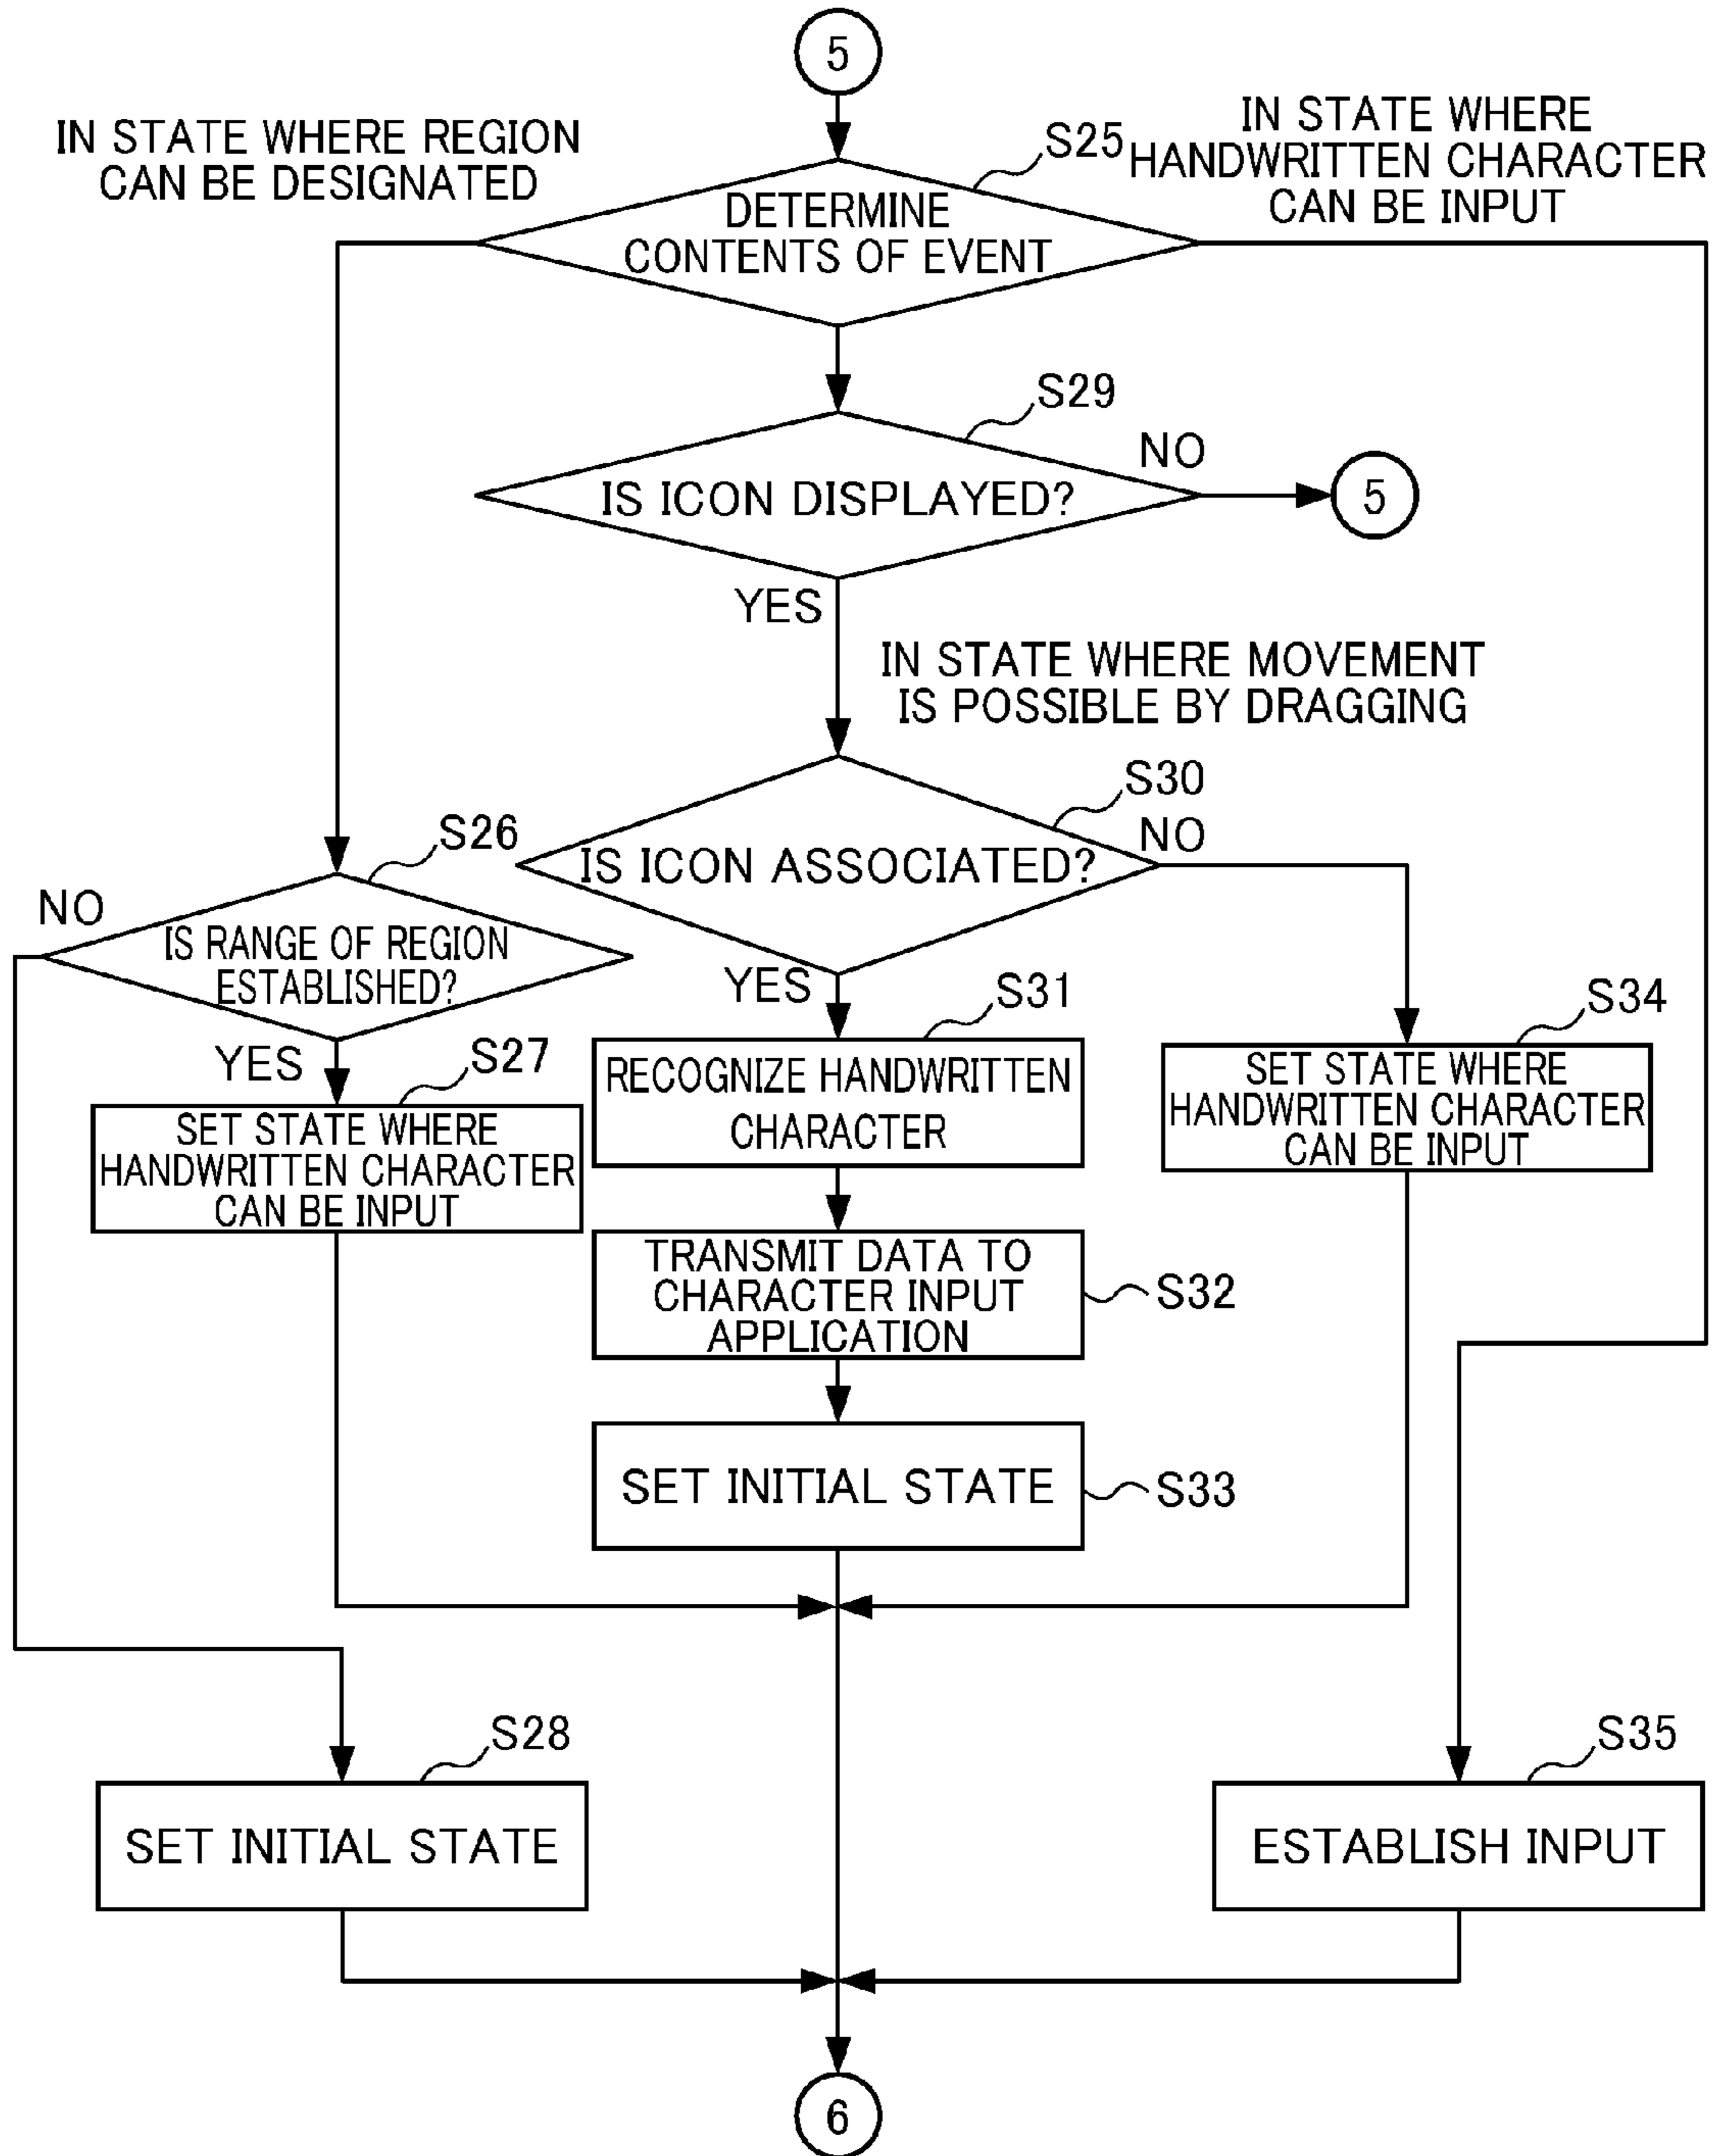 5
IN STATE WHERE REGION
CAN BE DESIGNATED
S25
IN STATE WHERE
HANDWRITTEN CHARACTER
CAN BE INPUT
DETERMINE
CONTENTS OF EVENT
S29
IS ICON DISPLAYED?
NO
5
YES
IN STATE WHERE MOVEMENT
IS POSSIBLE BY DRAGGING
S30
IS ICON ASSOCIATED?
NO
S26
NO
IS RANGE OF REGION
ESTABLISHED?
YES
S27
SET STATE WHERE
HANDWRITTEN CHARACTER
CAN BE INPUT
YES
S31
RECOGNIZE HANDWRITTEN
CHARACTER
S34
SET STATE WHERE
HANDWRITTEN CHARACTER
CAN BE INPUT
TRANSMIT DATA TO
CHARACTER INPUT
APPLICATION
S32
SET INITIAL STATE
S33
S28
SET INITIAL STATE
S35
ESTABLISH INPUT
6